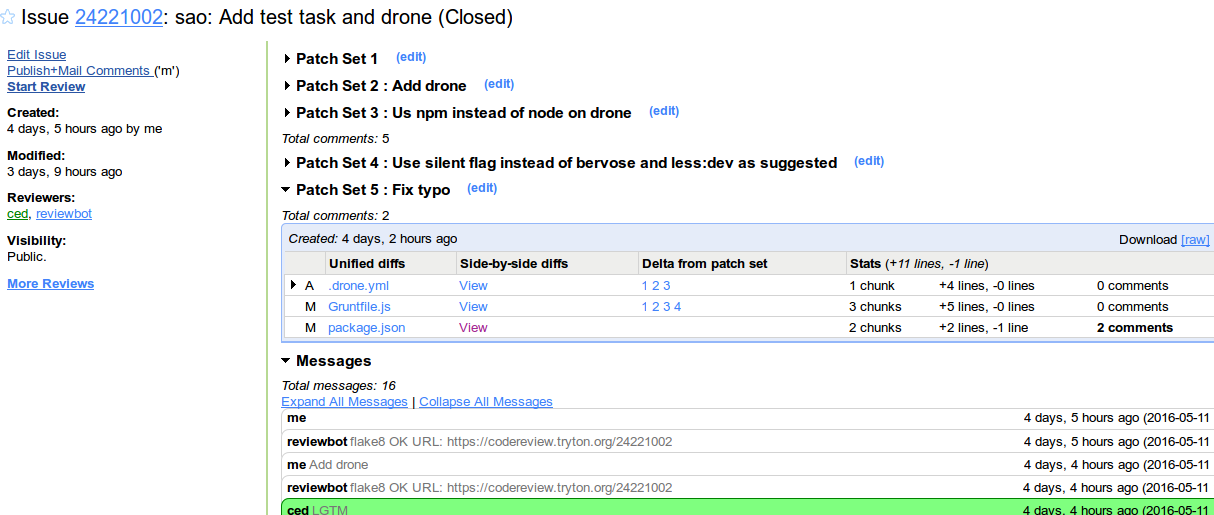 Issue 24221002: sao: Add test task and drone (Closed)
Edit Issue
Publish+Mail Comments ('m')
Start Review
Created:
4 days, 5 hours ago by me
Modified:
3 days, 9 hours ago
Reviewers:
ced, reviewbot
Visibility:
Public.
More Reviews
Patch Set 1 (edit)
Patch Set 2 : Add drone (edit)
Patch Set 3 : Us npm instead of node on drone (edit)
Total comments: 5
Patch Set 4 : Use silent flag instead of bervose and less:dev as suggested (edit)
Patch Set 5 : Fix typo (edit)
Total comments: 2
Created: 4 days, 2 hours ago Download [raw]
Unified diffs Side-by-side diffs Delta from patch set Stats (+11 lines, -1 line)
A .drone.yml View 1 2 3 1 chunk +4 lines, -0 lines 0 comments
M Gruntfile.js View 1 2 3 4 3 chunks +5 lines, -0 lines 0 comments
M package.json View 2 chunks +2 lines, -1 line 2 comments
Messages
Total messages: 16
Expand All Messages | Collapse All Messages
me 4 days, 5 hours ago (2016-05-11
reviewbot flake8 OK URL: https://codereview.tryton.org/24221002 4 days, 5 hours ago (2016-05-11
me Add drone 4 days, 4 hours ago (2016-05-11
reviewbot flake8 OK URL: https://codereview.tryton.org/24221002 4 days, 4 hours ago (2016-05-11
ced LGTM 4 days, 4 hours ago (2016-05-11